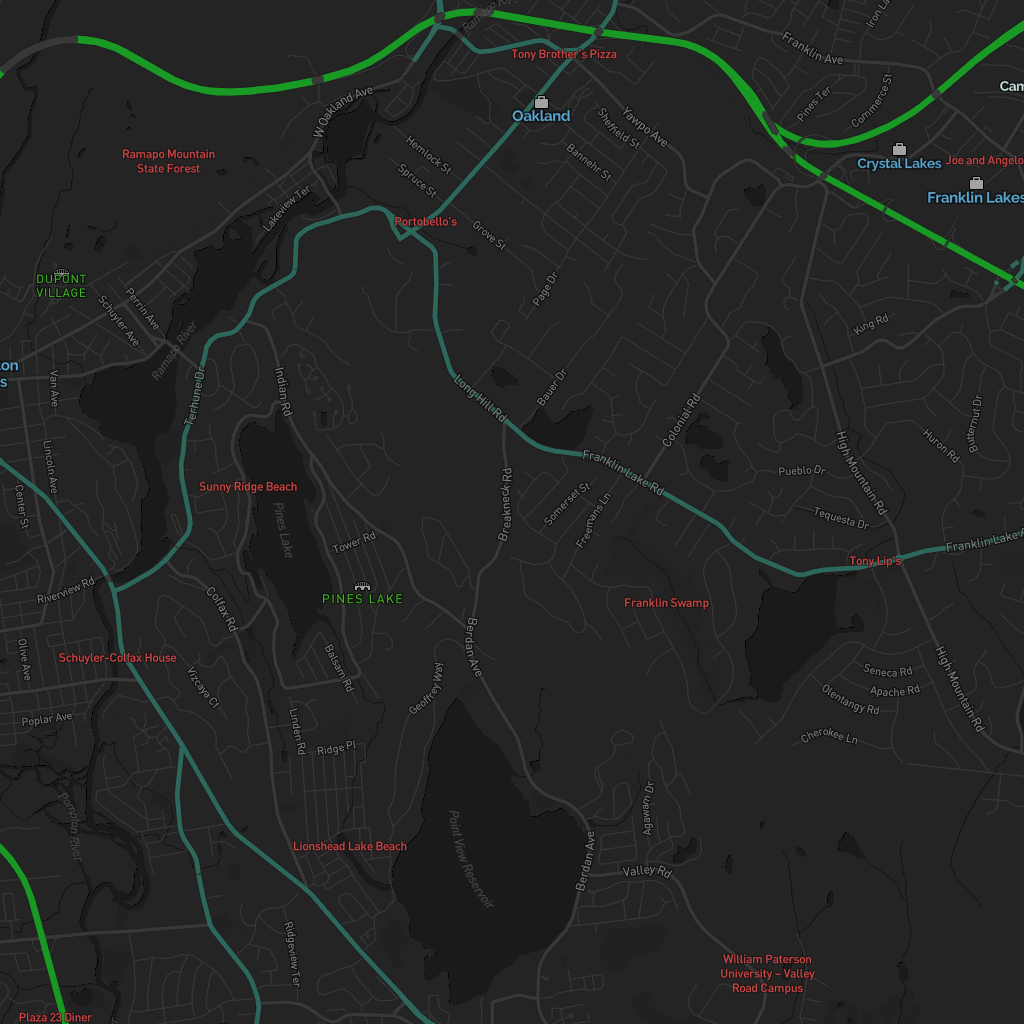 Ramapo River
Iron La
Franklin Ave
Tony Brother's Pizza
Cam
W Oakland Ave
Pines Ter
Commerce St
Oakland
Sheffield St
Yawpo Ave
Hemlock St
Bannehr St
Crystal Lakes
Joe and Angelo
Ramapo Mountain
State Forest
Spruce St
Franklin Lakes
Lakeview Ter
Portobello's
Grove St
DUPONT
VILLAGE
Page Dr
Perrin Ave
Schuyler Ave
King Rd
Ramapo River
ton
s
Van Ave
Terhune Dr
Indian Rd
Long Hill Rd
Bauer Dr
Colonial Rd
Butternut Dr
Huron Rd
Lincoln Ave
Franklin Lake Rd
High Mountain Rd
Pueblo Dr
Sunny Ridge Beach
Center St
Breakneck Rd
Somerset St
Freemans Ln
Tequesta Dr
Pines Lake
Tower Rd
Franklin Lake
Tony Lip's
Riverview Rd
PINES LAKE
Colfax Rd
Franklin Swamp
Olive Ave
Schuyler-Colfax House
Berdan Ave
Balsam Rd
Seneca Rd
High Mountain Rd
Vizcaya Ct
Geoffrey Way
Olentangy Rd
Apache Rd
Poplar Ave
Linden Rd
Ridge Pl
Cherokee Ln
Agawam Dr
Pompton River
Lionshead Lake Beach
Point View Reservoir
Berdan Ave
Valley Rd
Ridgeview Ter
William Paterson
University – Valley
Road Campus
Plaza 23 Diner